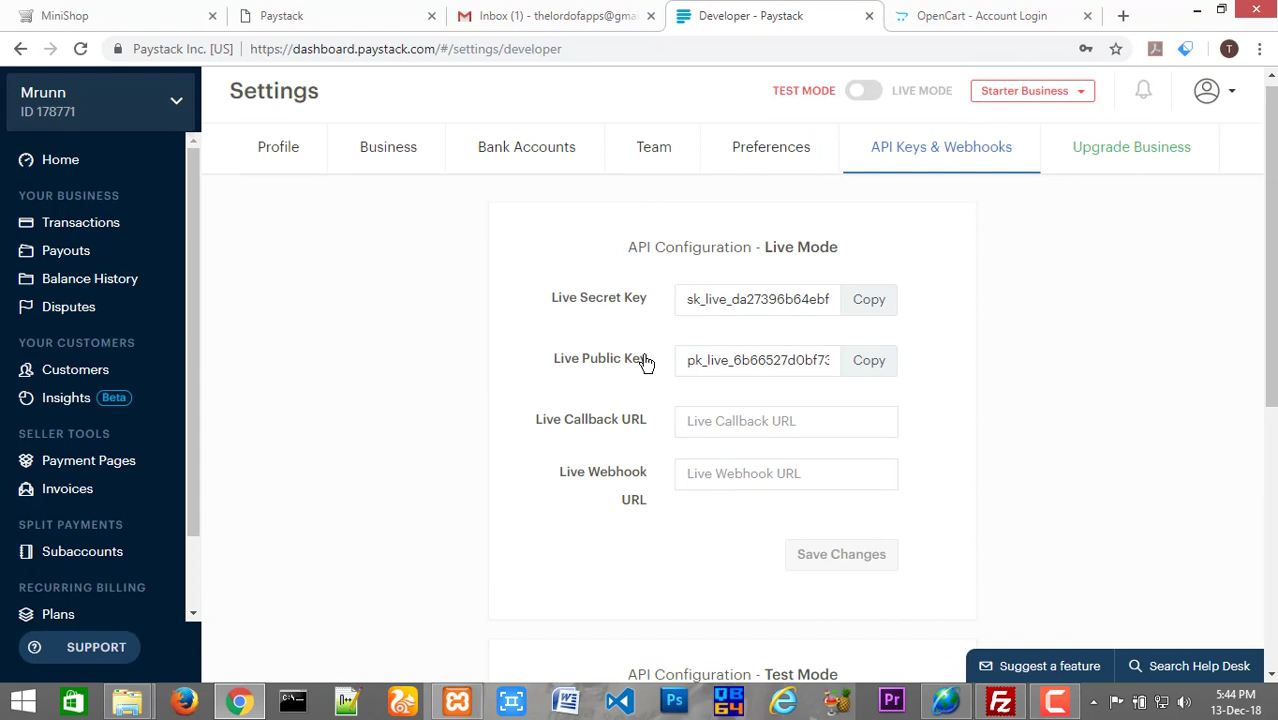 MiniShop
Paystack
Inbox (1) - thelordofapps@gma
Developer - Paystack
OpenCart - Account Login
Paystack Inc. [US] https://dashboard.paystack.com/#/settings/developer
T
Mrunn
ID 178771
Settings
TEST MODE LIVE MODE
Starter Business
Profile Business Bank Accounts Team Preferences API Keys & Webhooks Upgrade Business
Home
YOUR BUSINESS
Transactions
Payouts
Balance History
Disputes
YOUR CUSTOMERS
Customers
Insights Beta
SELLER TOOLS
Payment Pages
Invoices
SPLIT PAYMENTS
Subaccounts
RECURRING BILLING
Plans
SUPPORT
API Configuration - Live Mode
Live Secret Key sk_live_da27396b64ebf Copy
Live Public Key pk_live_6b66527d0bf73 Copy
Live Callback URL Live Callback URL
Live Webhook URL Live Webhook URL
Save Changes
API Configuration - Test Mode
Suggest a feature
Search Help Desk
5:44 PM
13-Dec-18